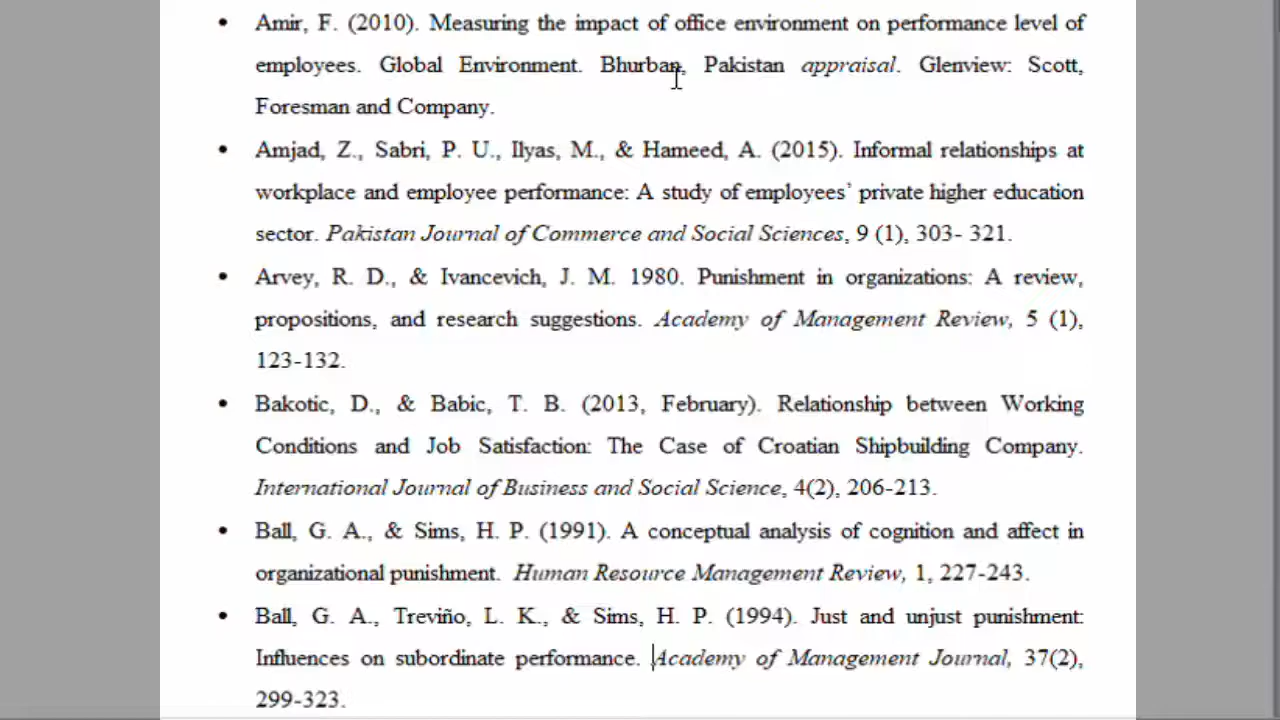 • Amir, F. (2010). Measuring the impact of office environment on performance level of
employees. Global Environment. Bhurban, Pakistan appraisal. Glenview: Scott,
Foresman and Company.
• Amjad, Z., Sabri, P. U., Ilyas, M., & Hameed, A. (2015). Informal relationships at
workplace and employee performance: A study of employees’ private higher education
sector. Pakistan Journal of Commerce and Social Sciences, 9 (1), 303- 321.
• Arvey, R. D., & Ivancevich, J. M. 1980. Punishment in organizations: A review,
propositions, and research suggestions. Academy of Management Review, 5 (1),
123-132.
• Bakotic, D., & Babic, T. B. (2013, February). Relationship between Working
Conditions and Job Satisfaction: The Case of Croatian Shipbuilding Company.
International Journal of Business and Social Science, 4(2), 206-213.
• Ball, G. A., & Sims, H. P. (1991). A conceptual analysis of cognition and affect in
organizational punishment. Human Resource Management Review, 1, 227-243.
• Ball, G. A., Treviño, L. K., & Sims, H. P. (1994). Just and unjust punishment:
Influences on subordinate performance. Academy of Management Journal, 37(2),
299-323.